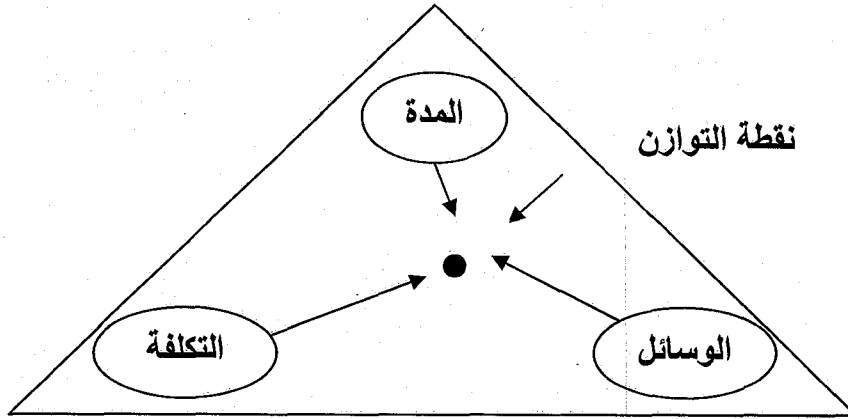 المدة
نقطة التوازن
التكلفة
الوسائل